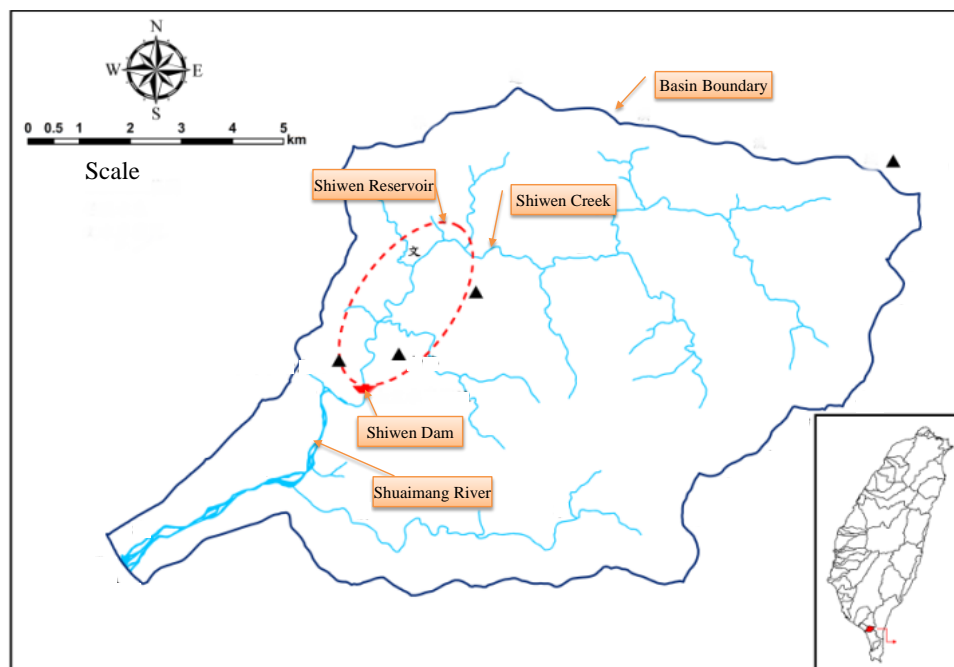 N
W E
S
0 0.5 1 2 3 4 5
km
Scale
Basin Boundary
Shiwen Reservoir
Shiwen Creek
文
Shiwen Dam
Shuaimang River